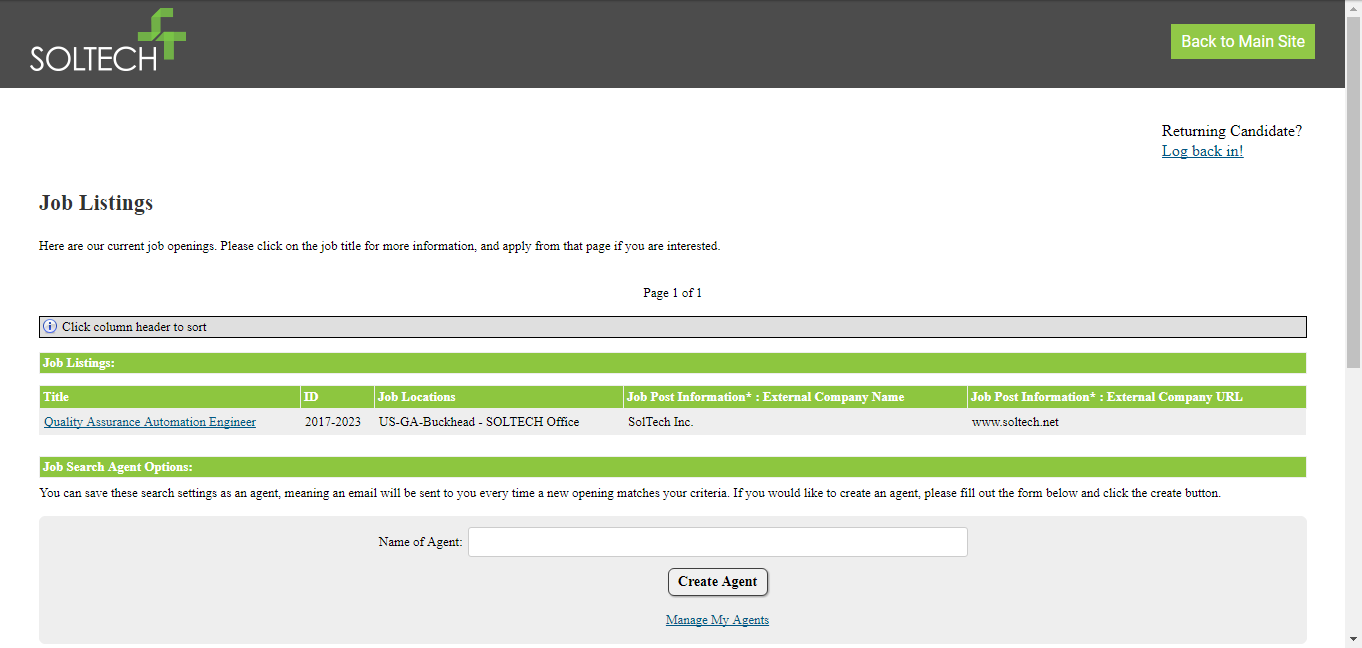 SOLTECH
Back to Main Site
Returning Candidate?
Log back in!
Job Listings
Here are our current job openings. Please click on the job title for more information, and apply from that page if you are interested.
Page 1 of 1
Click column header to sort
Job Listings:
Title ID Job Locations Job Post Information* : External Company Name Job Post Information* : External Company URL
Quality Assurance Automation Engineer 2017-2023 US-GA-Buckhead - SOLTECH Office SolTech Inc. www.soltech.net
Job Search Agent Options:
You can save these search settings as an agent, meaning an email will be sent to you every time a new opening matches your criteria. If you would like to create an agent, please fill out the form below and click the create button.
Name of Agent:
Create Agent
Manage My Agents